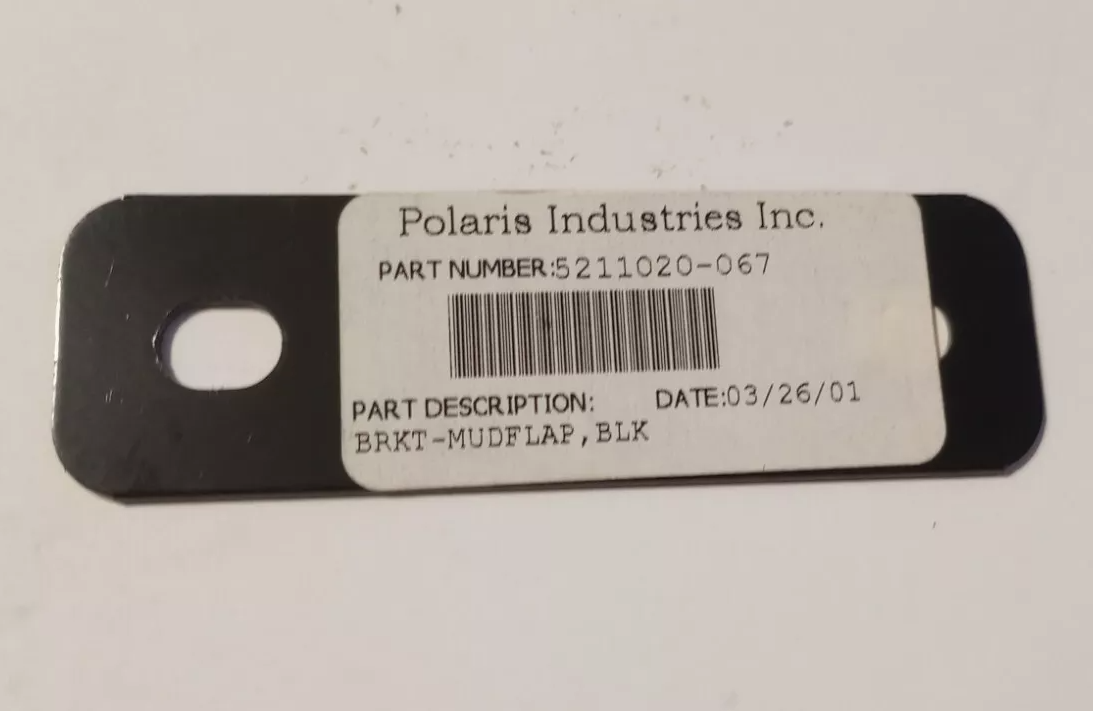 Polaris Industries Inc.
PART NUMBER:5211020-067
PART DESCRIPTION: DATE:03/26/01
BRKT-MUDFLAP,BLK